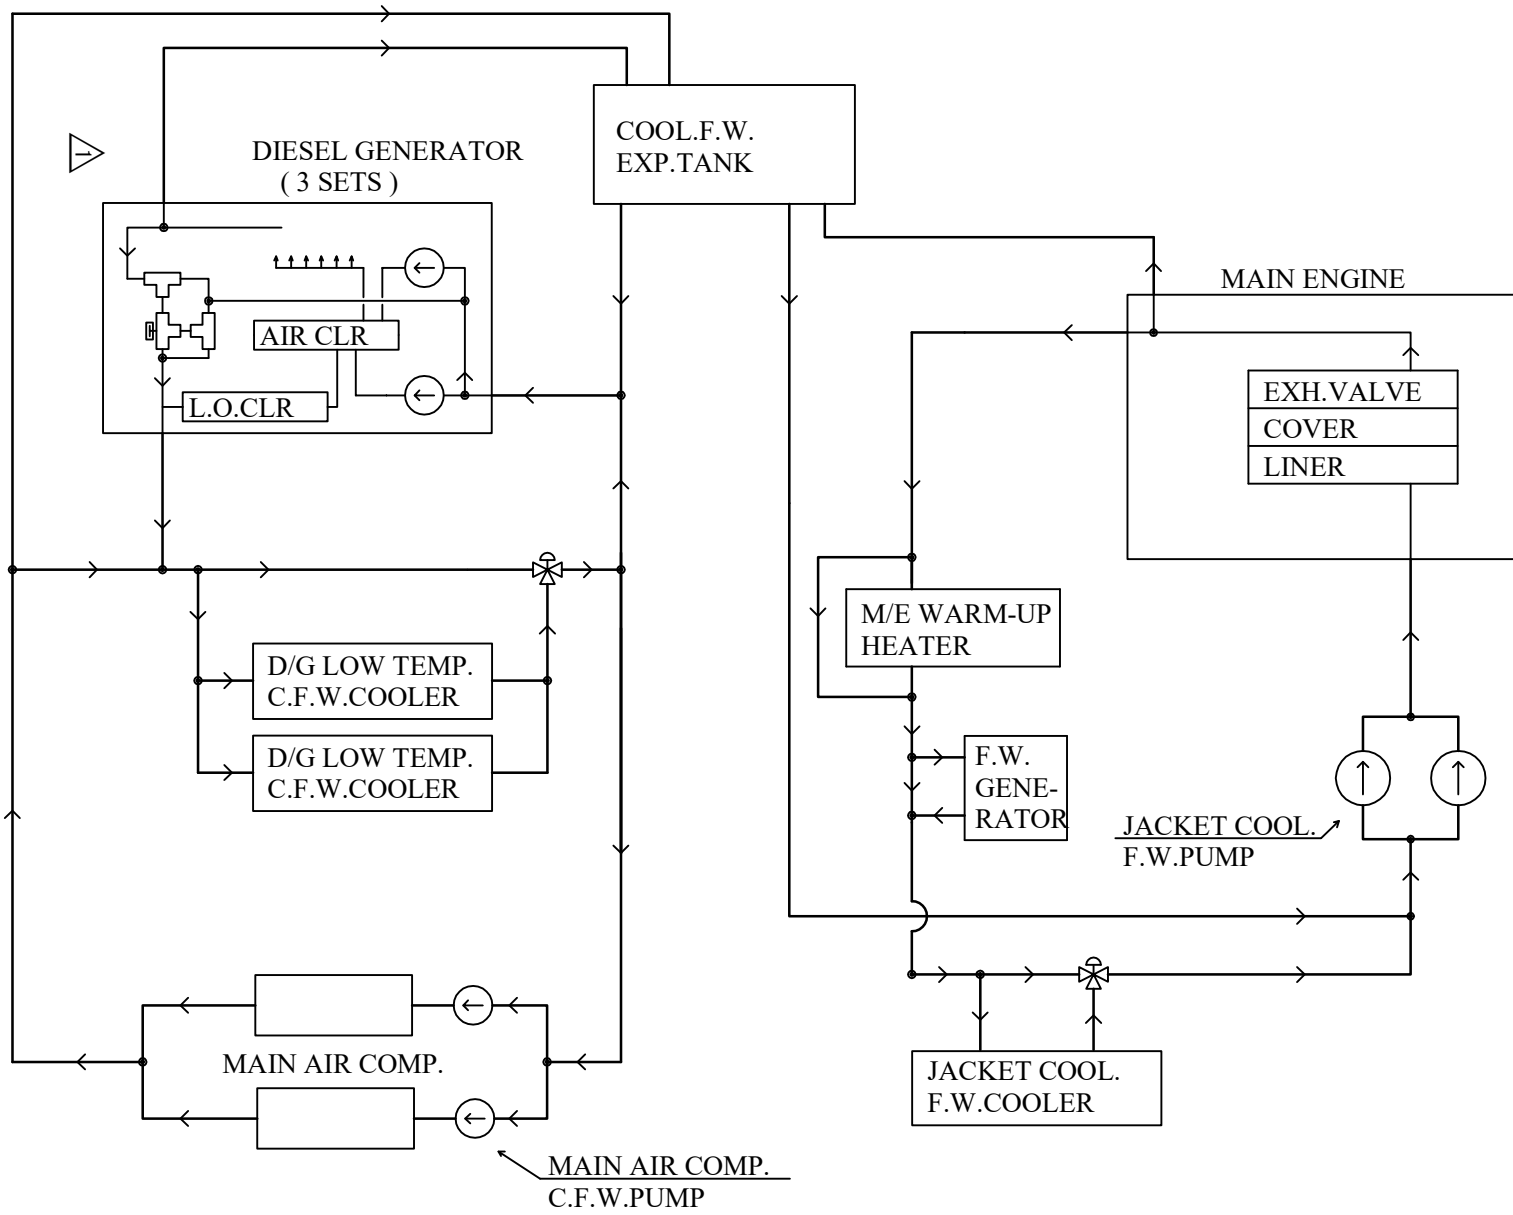 COOL.F.W.
EXP.TANK
1
DIESEL GENERATOR
( 3 SETS )
AIR CLR
L.O.CLR
MAIN ENGINE
EXH.VALVE
COVER
LINER
M/E WARM-UP
HEATER
D/G LOW TEMP.
C.F.W.COOLER
D/G LOW TEMP.
C.F.W.COOLER
F.W.
GENE-
RATOR
JACKET COOL.
F.W.PUMP
MAIN AIR COMP.
JACKET COOL.
F.W.COOLER
MAIN AIR COMP.
C.F.W.PUMP